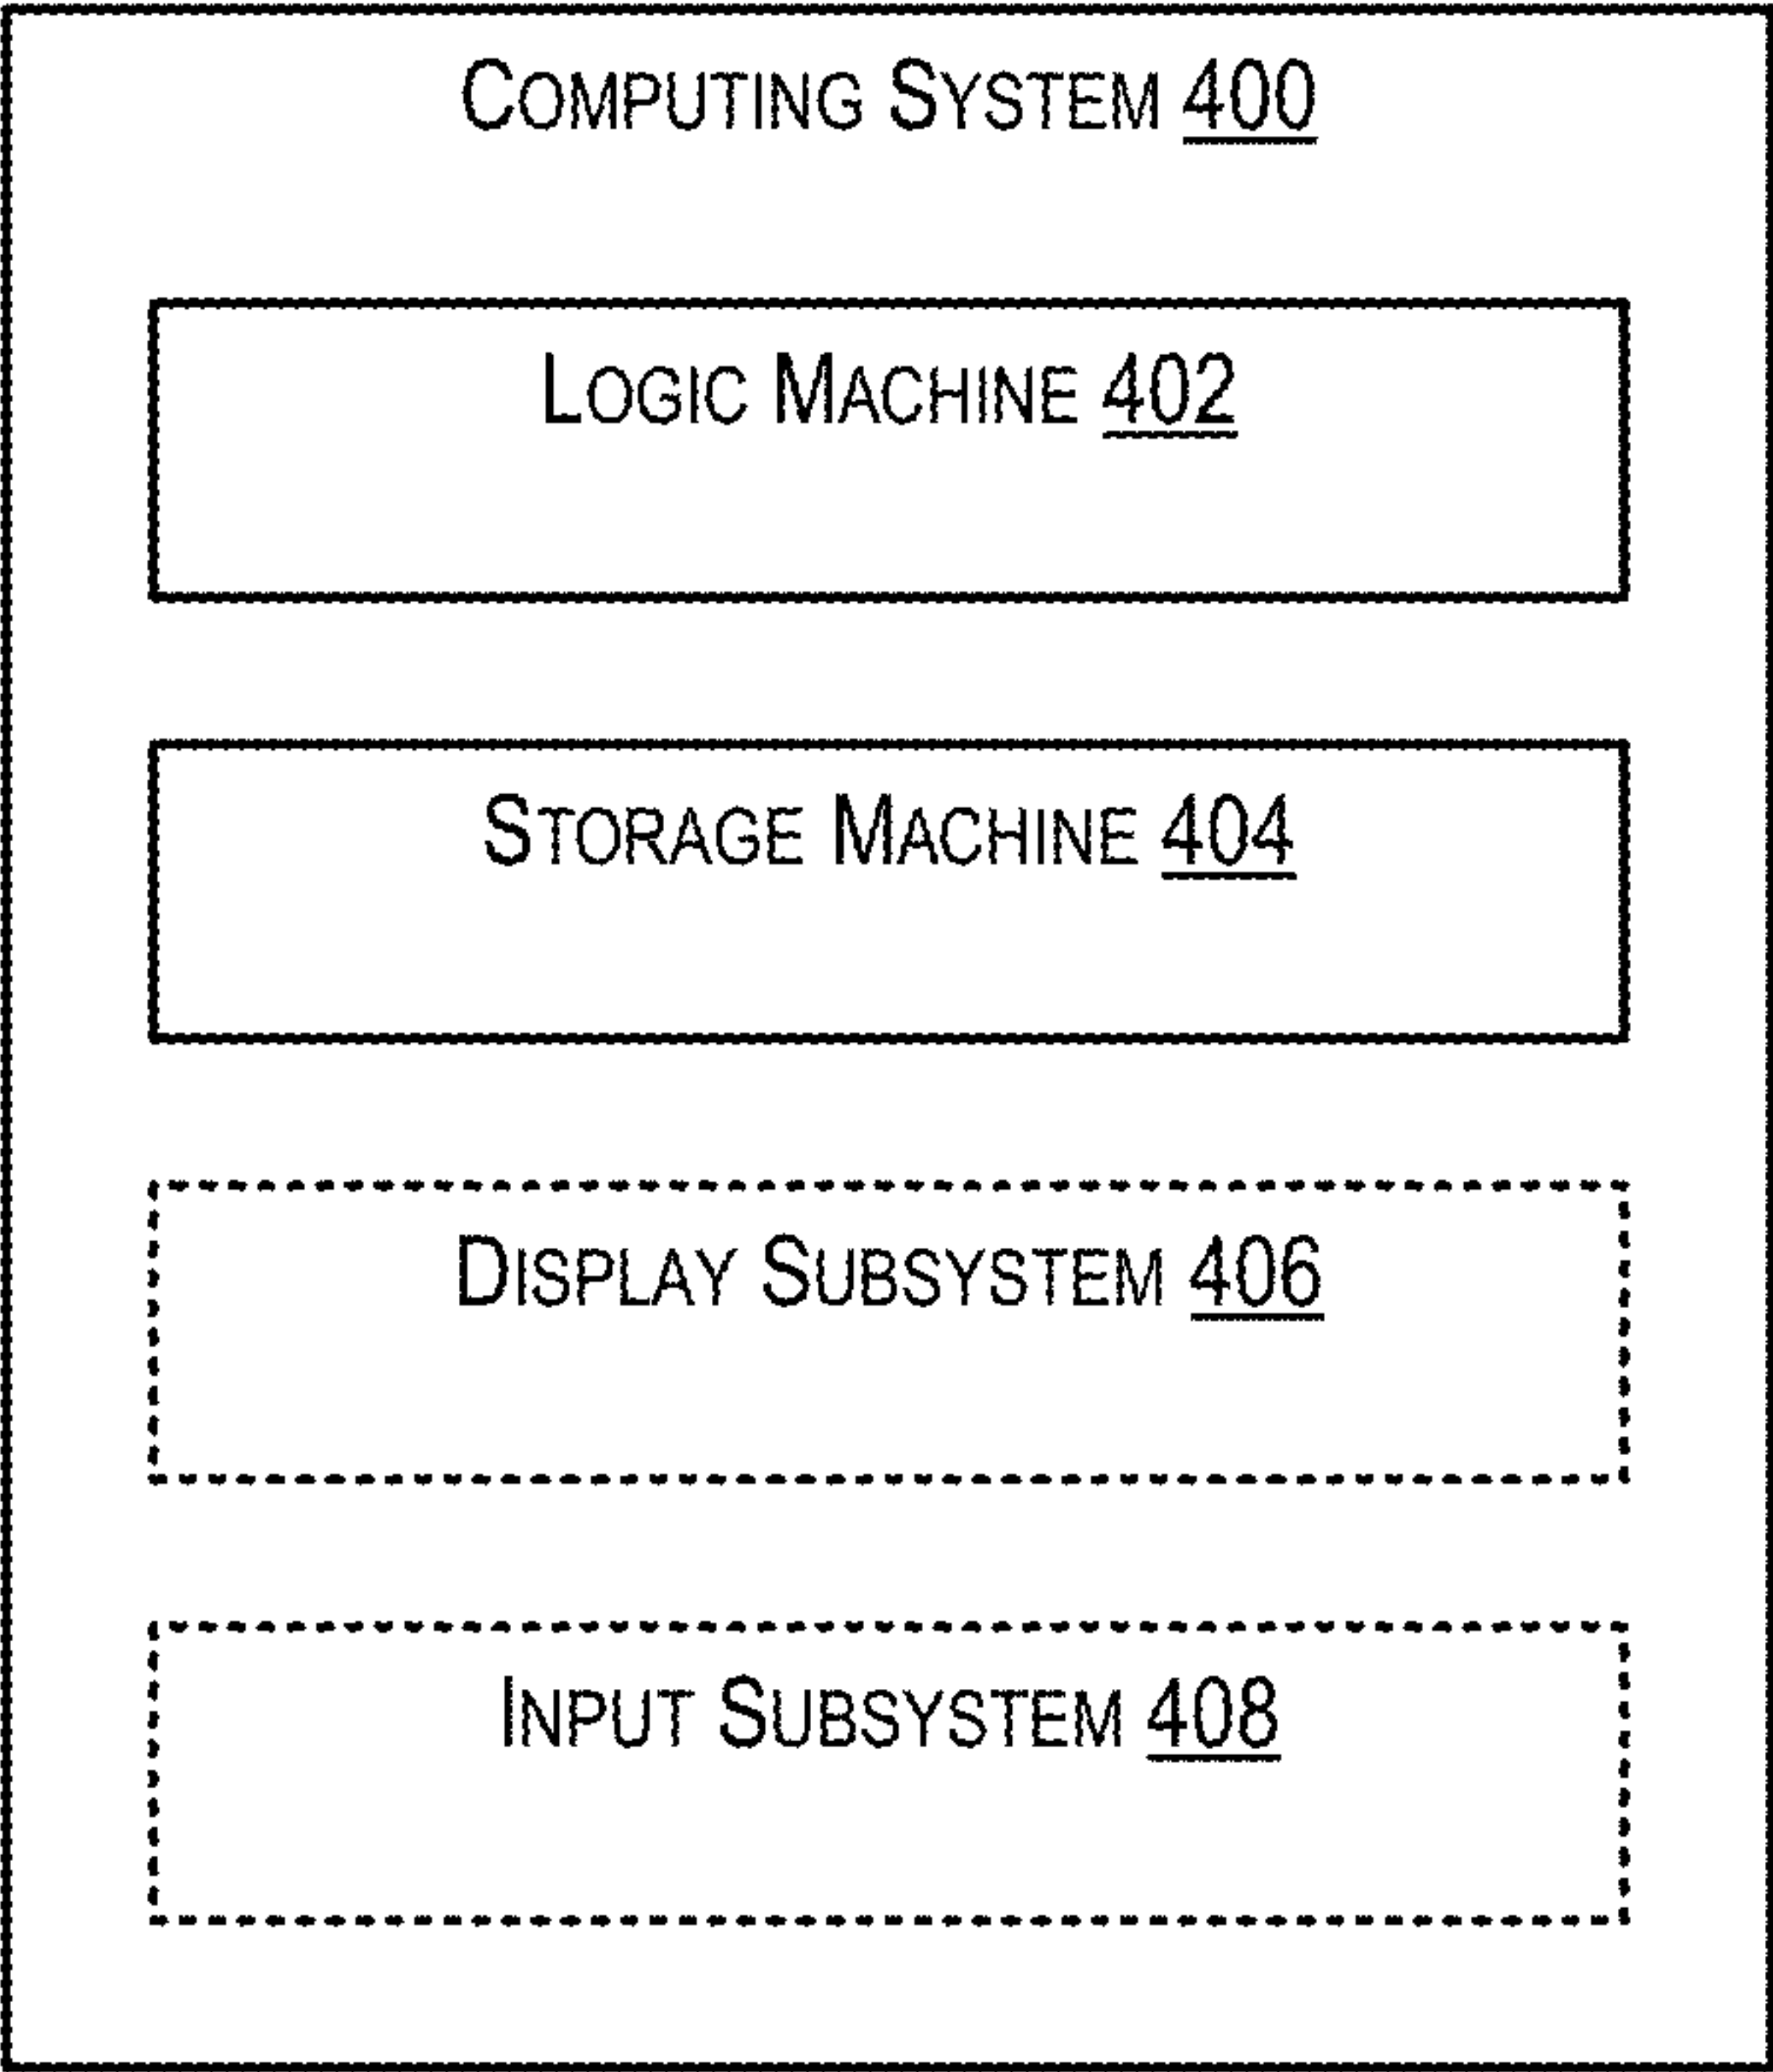 COMPUTING SYSTEM 400
LOGIC MACHINE 402
STORAGE MACHINE 404
DISPLAY SUBSYSTEM 406
INPUT SUBSYSTEM 408